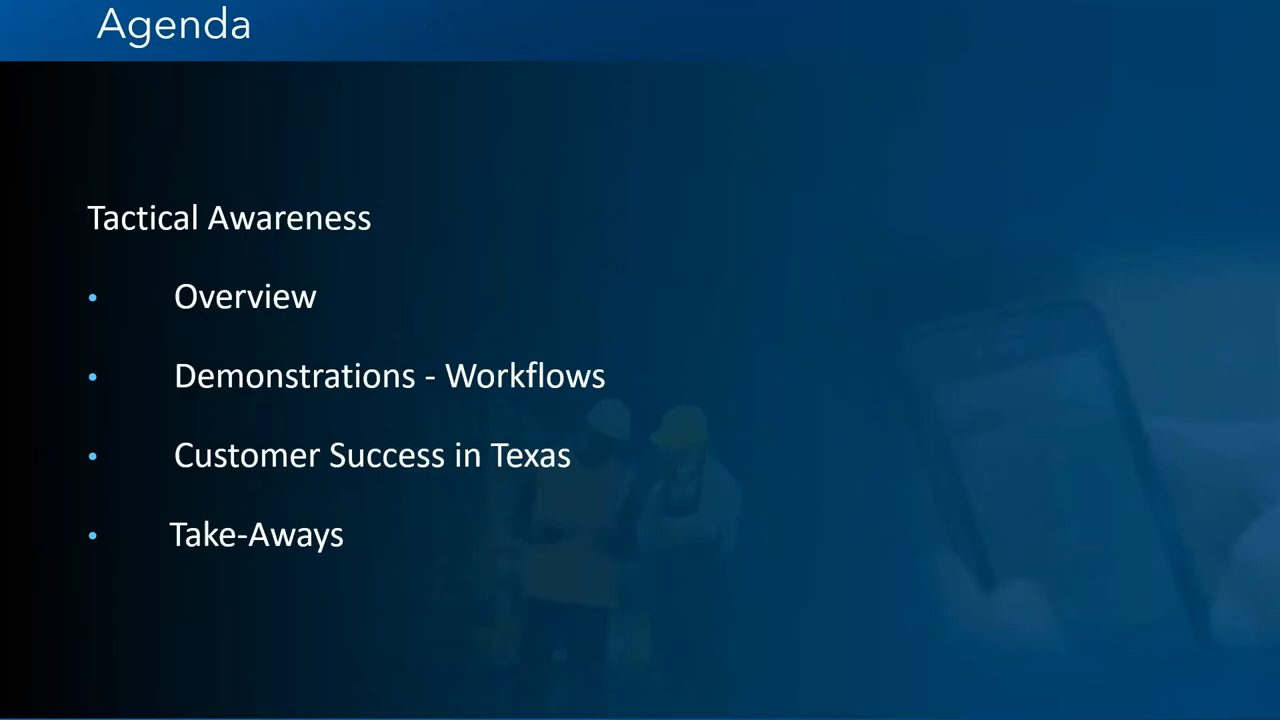 Agenda
Tactical Awareness
• Overview
• Demonstrations - Workflows
• Customer Success in Texas
• Take-Aways